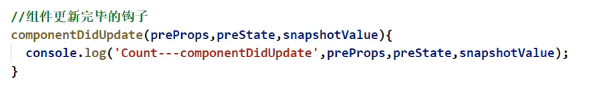 //组件更新完毕的钩子
componentDidUpdate(preProps,preState,snapshotValue){
  console.log('Count---componentDidUpdate',preProps,preState,snapshotValue);
}